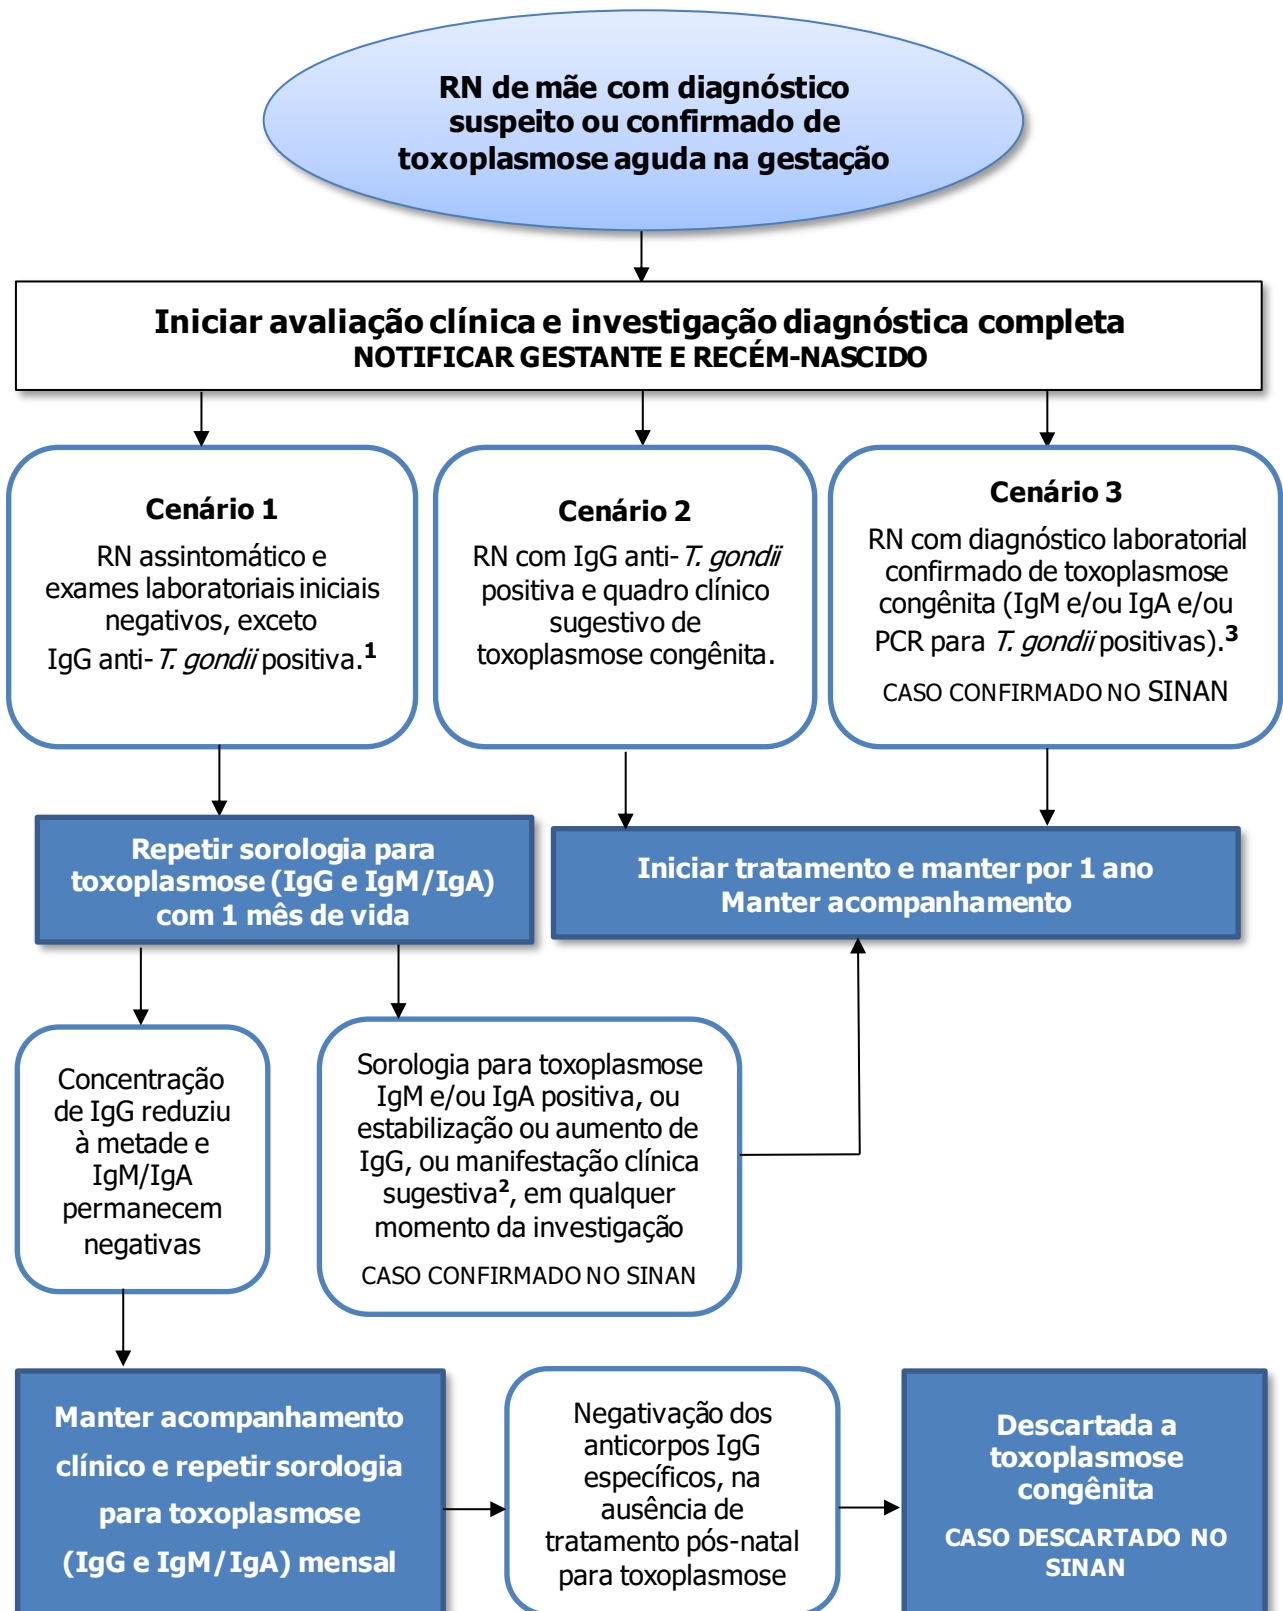 RN de mãe com diagnóstico
suspeito ou confirmado de
toxoplasmose aguda na gestação
Iniciar avaliação clínica e investigação diagnóstica completa
NOTIFICAR GESTANTE E RECÉM-NASCIDO
Cenário 1
RN assintomático e
exames laboratoriais iniciais
negativos, exceto
IgG anti-T. gondii positiva.¹
Cenário 2
RN com IgG anti-T. gondii
positiva e quadro clínico
sugestivo de
toxoplasmose congênita.
Cenário 3
RN com diagnóstico laboratorial
confirmado de toxoplasmose
congênita (IgM e/ou IgA e/ou
PCR para T. gondii positivas).³
CASO CONFIRMADO NO SINAN
Repetir sorologia para
toxoplasmose (IgG e IgM/IgA)
com 1 mês de vida
Iniciar tratamento e manter por 1 ano
Manter acompanhamento
Concentração
de IgG reduziu
à metade e
IgM/IgA
permanecem
negativas
Sorologia para toxoplasmose
IgM e/ou IgA positiva, ou
estabilização ou aumento de
IgG, ou manifestação clínica
sugestiva², em qualquer
momento da investigação
CASO CONFIRMADO NO SINAN
Manter acompanhamento
clínico e repetir sorologia
para toxoplasmose
(IgG e IgM/IgA) mensal
Negativação dos
anticorpos IgG
específicos, na
ausência de
tratamento pós-natal
para toxoplasmose
Descartada a
toxoplasmose
congênita
CASO DESCARTADO NO
SINAN